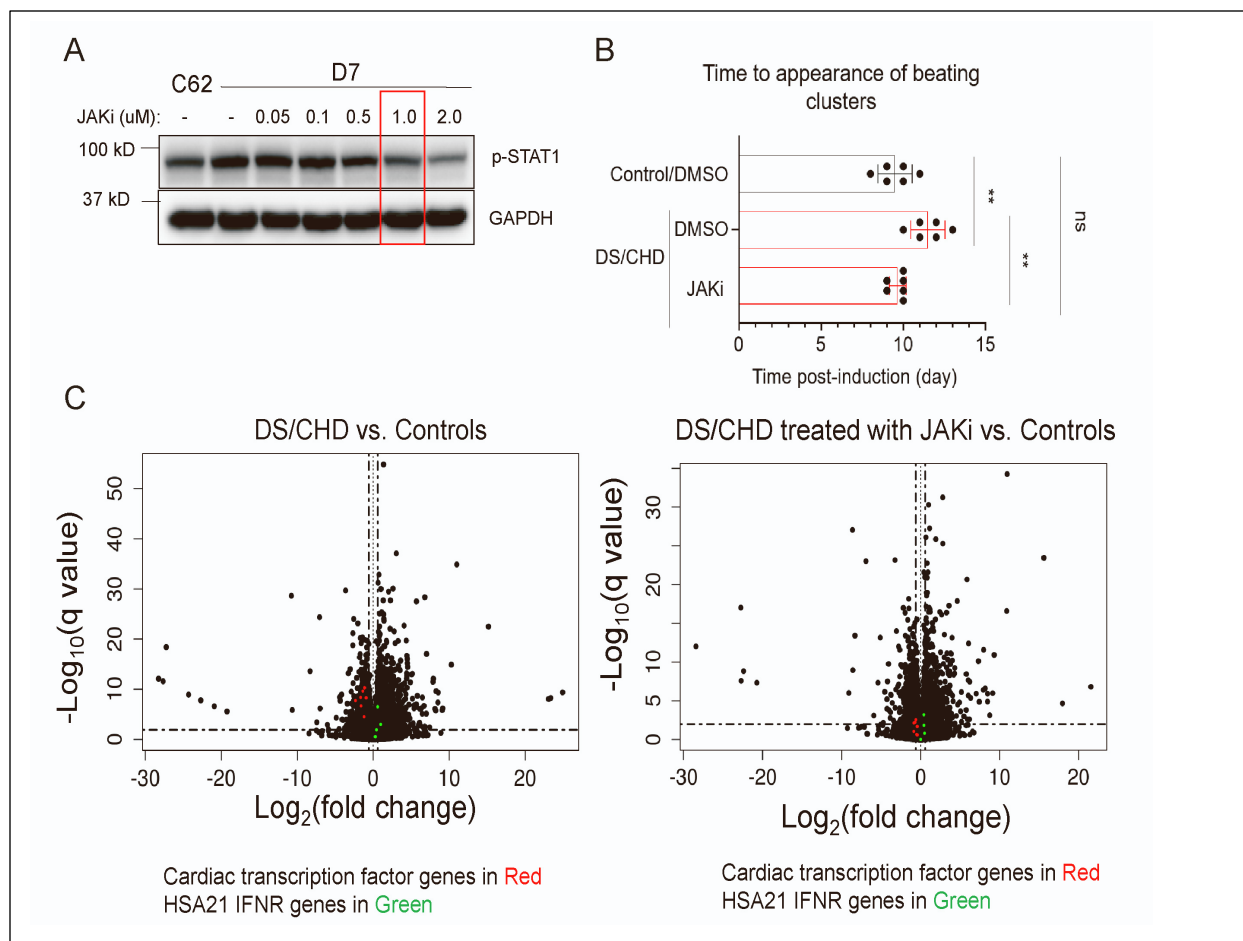 A
C62
D7
JAKi (uM):
- - 0.05 0.1 0.5 1.0 2.0
100 kD
p-STAT1
37 kD
GAPDH
B
Time to appearance of beating
clusters
Control/DMSO
DMSO
DS/CHD
JAKi
**
**
ns
0 5 10 15
Time post-induction (day)
C
DS/CHD vs. Controls
-Log10(q value)
50
40
30
20
10
0
-30 -20 -10 0 10 20
Log2(fold change)
Cardiac transcription factor genes in Red
HSA21 IFNR genes in Green
DS/CHD treated with JAKi vs. Controls
-Log10(q value)
30
20
10
5
0
-30 -20 -10 0 10 20
Log2(fold change)
Cardiac transcription factor genes in Red
HSA21 IFNR genes in Green